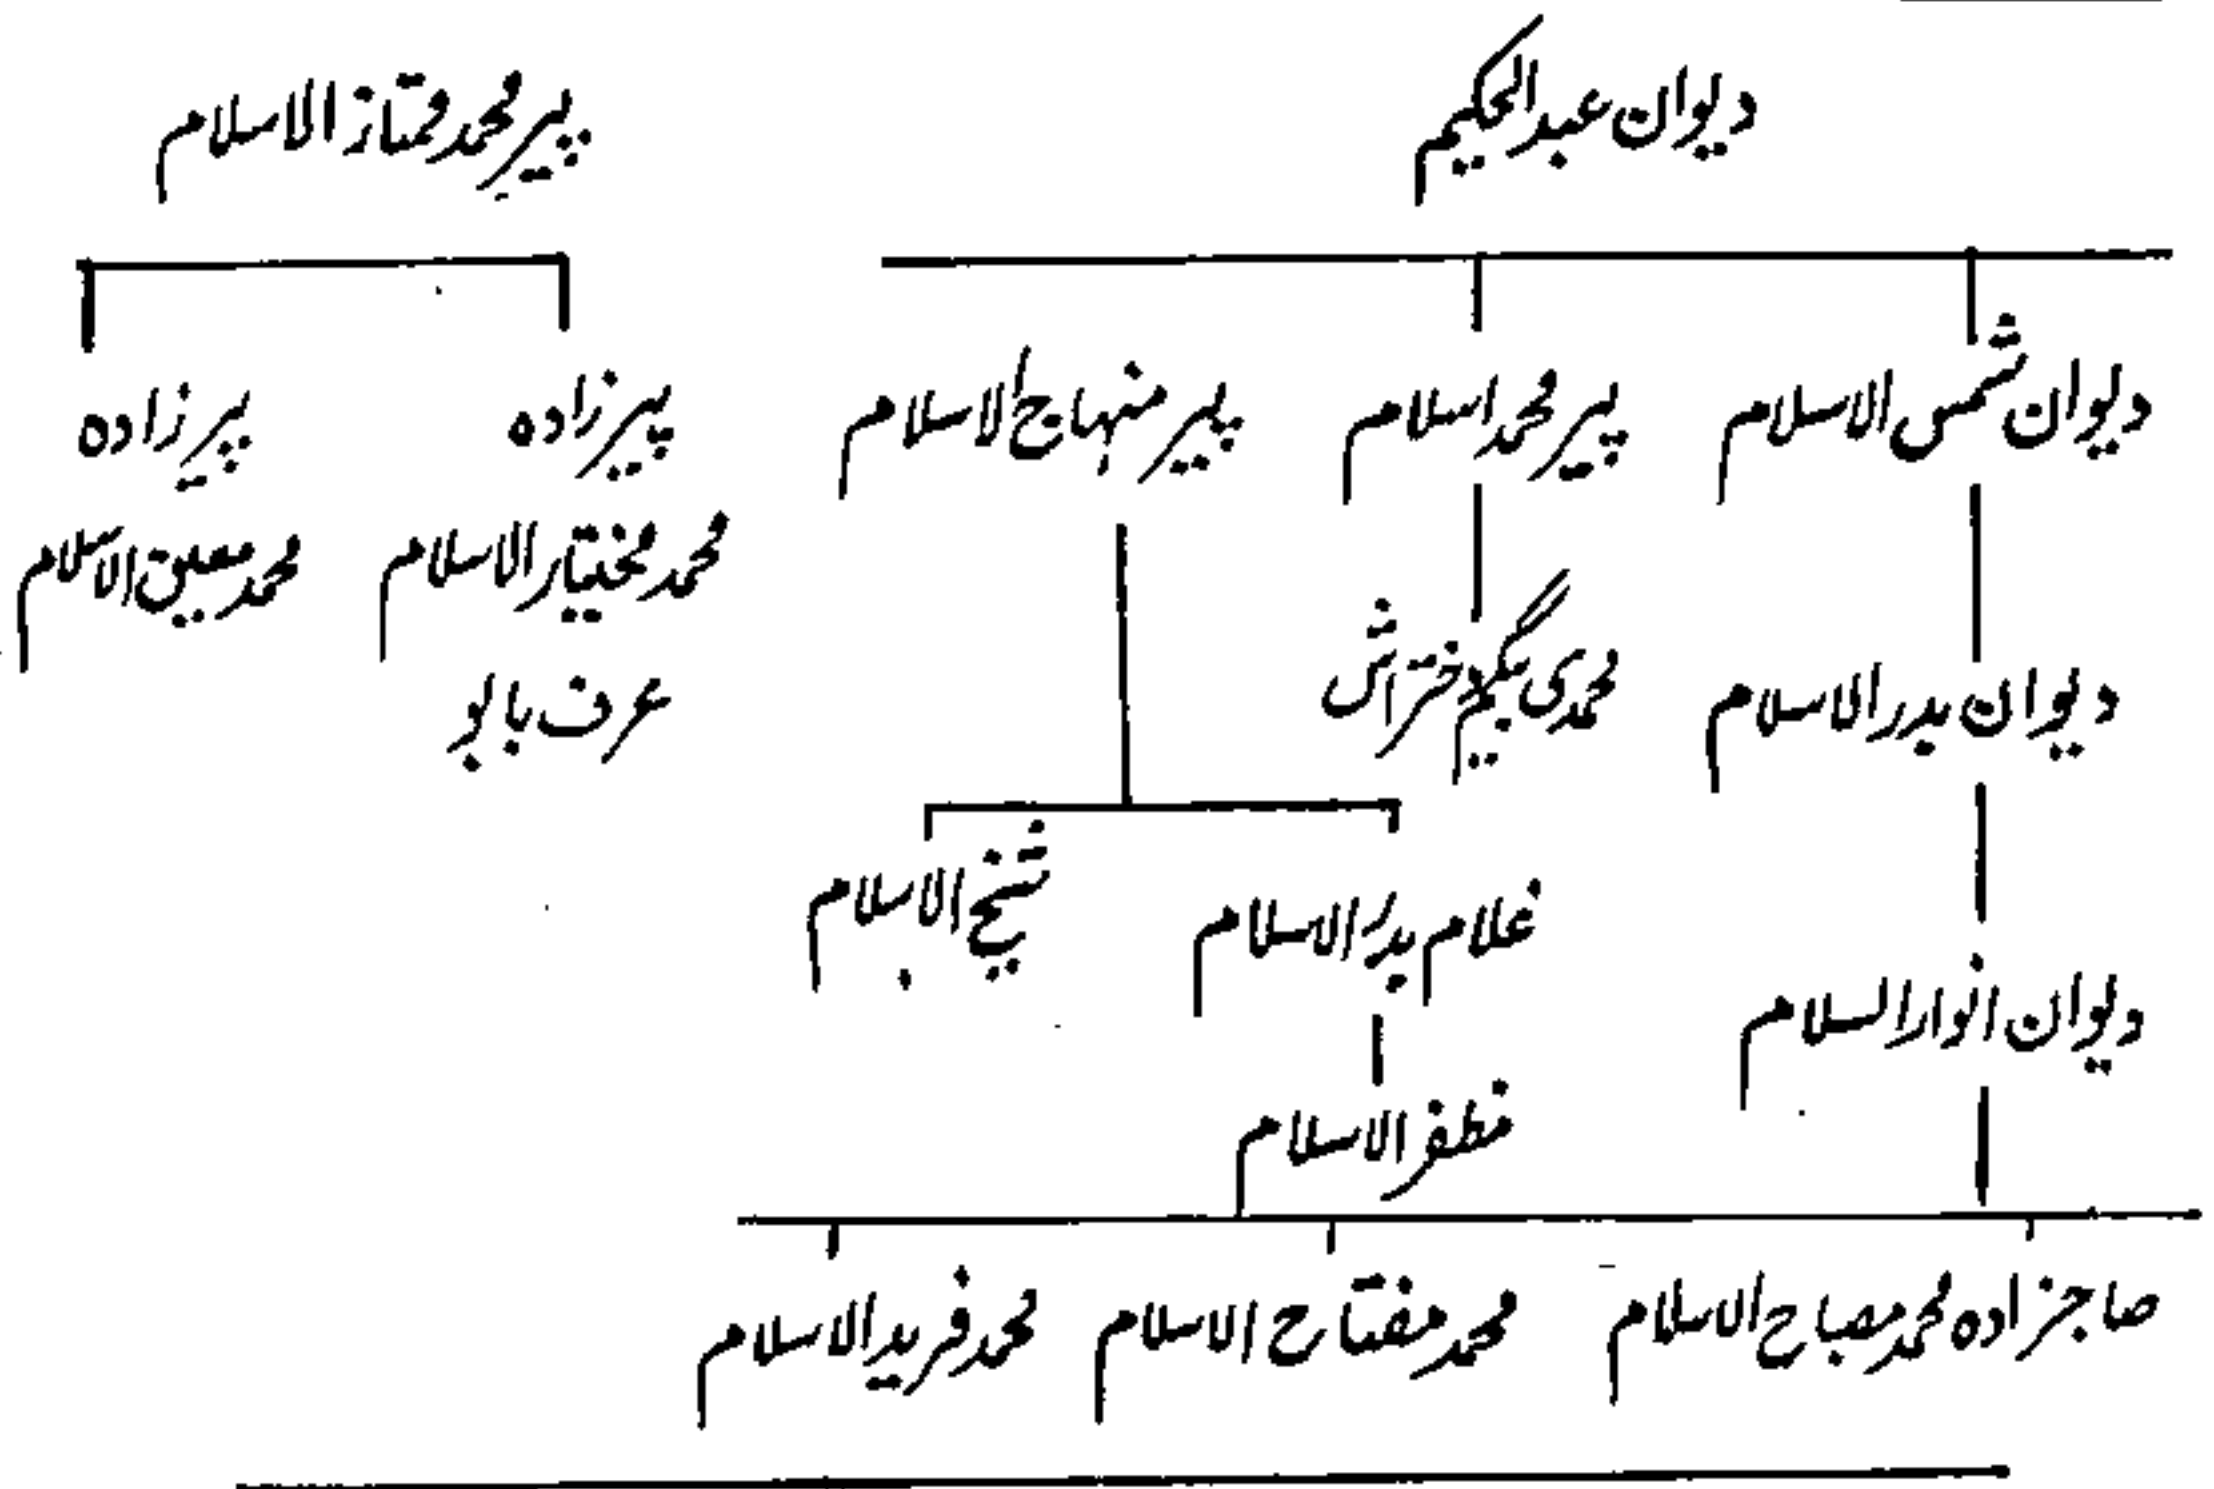 دیوان عبدالحکیم
پیر محمد ممتاز الاسلام
دیوان شمس الاسلام
پیر محمد اسلام
پیر منہاج الاسلام
پیرزادہ
محمد مختیار الاسلام
عرف بابو
پیرزادہ
محمد معین الاسلام
دیوان بدر الاسلام
محمدی بیگم دختر اش
غلام بدر الاسلام
شیخ الاسلام
دیوان انوار السلام
مظفر الاسلام
صاجزادہ محمد مصباح الاسلام
محمد مفتاح الاسلام
محمد فرید الاسلام